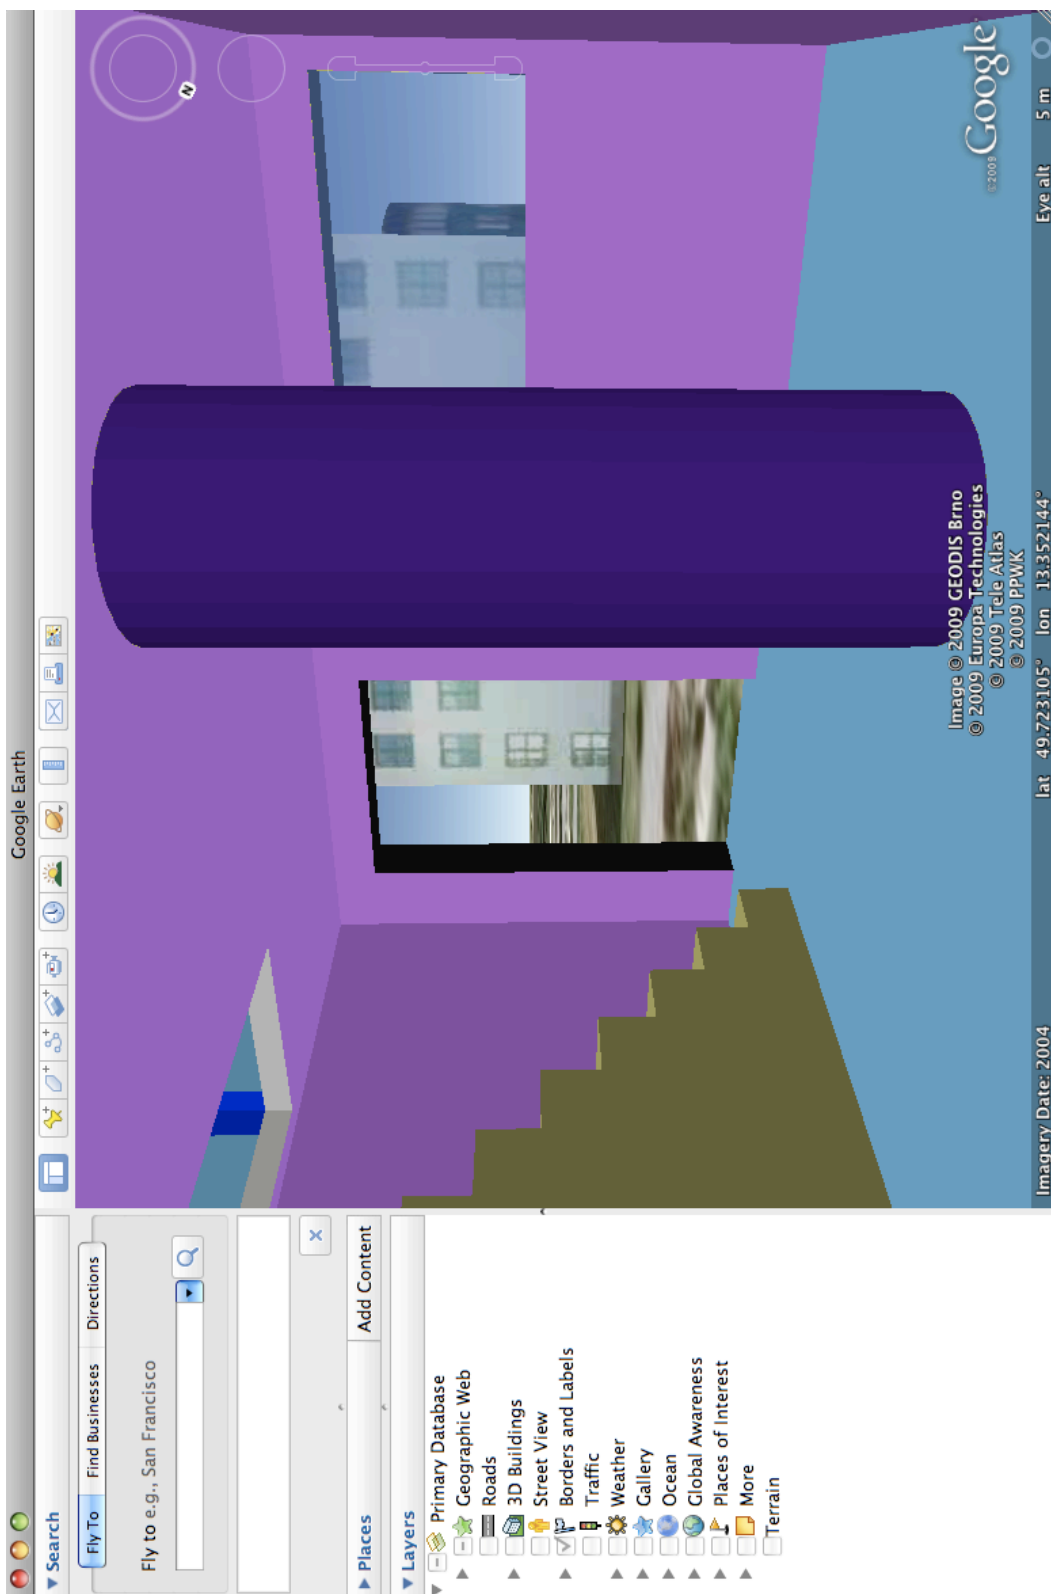 Google Earth
Search
Fly To
Find Businesses
Directions
Fly to e.g., San Francisco
Places
Add Content
Layers
Primary Database
Geographic Web
Roads
3D Buildings
Street View
Borders and Labels
Traffic
Weather
Gallery
Ocean
Global Awareness
Places of Interest
More
Terrain
N
Image © 2009 GEODIS Brno
© 2009 Europa Technologies
© 2009 Tele Atlas
© 2009 PPWK
©2009 Google
Imagery Date: 2004
lat 49.723105° lon 13.352144°
Eye alt 5 m